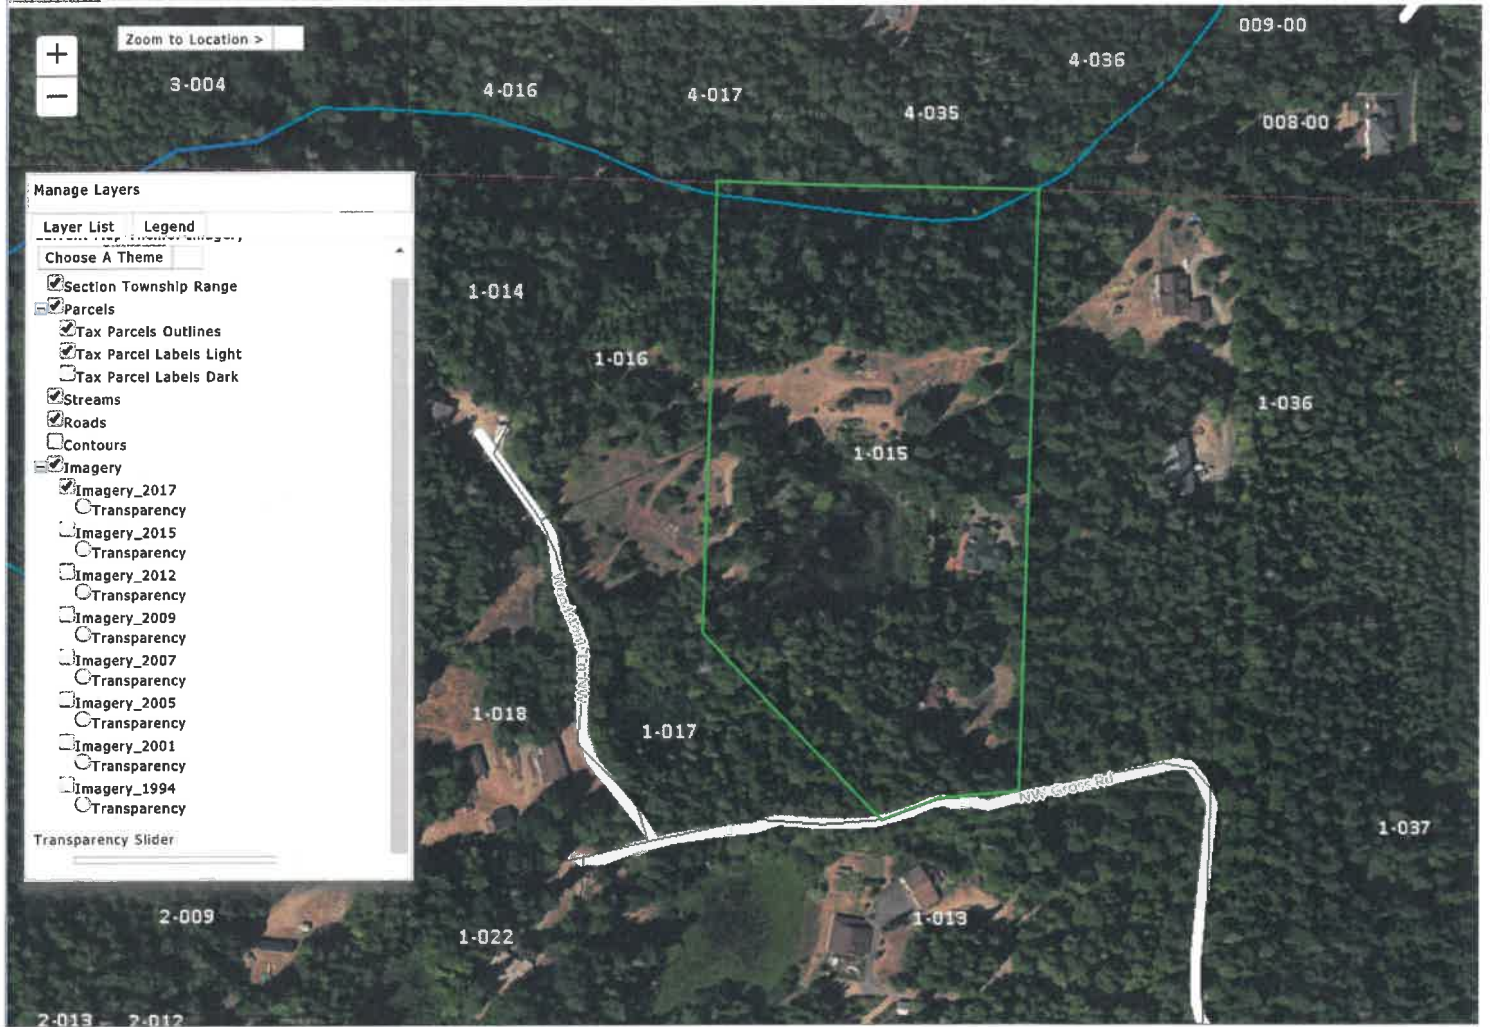 +
Zoom to Location >
−
009-00
3-004
4-016
4-017
4-035
4-036
008-00
Manage Layers
Layer List
Legend
Choose A Theme
Section Township Range
Parcels
Tax Parcels Outlines
Tax Parcel Labels Light
Tax Parcel Labels Dark
Streams
Roads
Contours
Imagery
Imagery_2017
Transparency
Imagery_2015
Transparency
Imagery_2012
Transparency
Imagery_2009
Transparency
Imagery_2007
Transparency
Imagery_2005
Transparency
Imagery_2001
Transparency
Imagery_1994
Transparency
Transparency Slider
1-014
1-016
1-015
1-036
1-018
1-017
NW Gross Rd
1-037
2-009
1-022
1-013
2-013
2-012